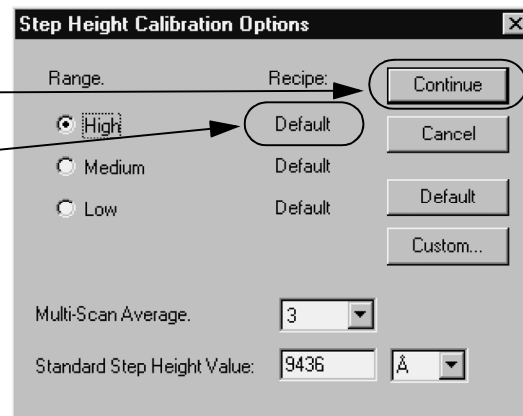 Step Height Calibration Options
Range. Recipe: Continue
High Default Cancel
Medium Default
Low Default Default
Custom...
Multi-Scan Average. 3
Standard Step Height Value: 9436 Å